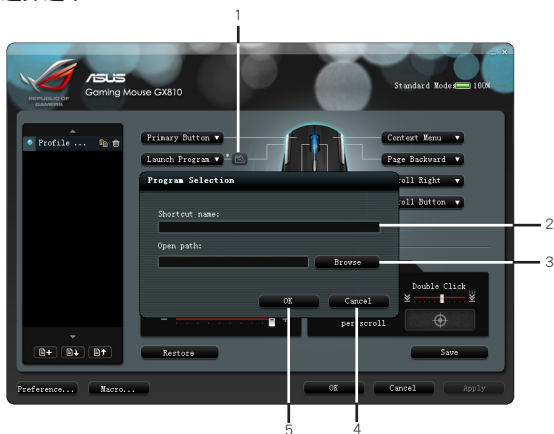 1
ASUS
Gaming Mouse GX810
REPUBLIC OF
GAMERS
Standard Mode
100%
Profile ...
Primary Button
Context Menu
Launch Program
Page Backward
Program Selection
roll Right
Shortcut name:
roll Button
2
Open path:
Browse
3
Double Click
OK
Cancel
per scroll
Restore
Save
Preference...
Macro...
OK
Cancel
Apply
5
4